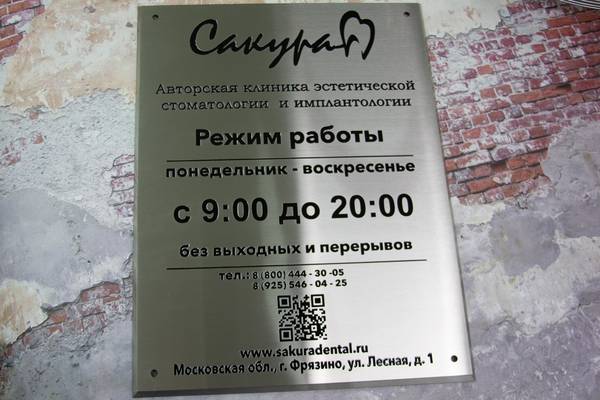 Сакура
Авторская клиника эстетической
стоматологии и имплантологии
Режим работы
понедельник - воскресенье
с 9:00 до 20:00
без выходных и перерывов
тел.: 8 (800) 444 - 30 -05
8 (925) 546 - 04 - 25
www.sakuradental.ru
Московская обл., г. Фрязино, ул. Лесная, д. 1